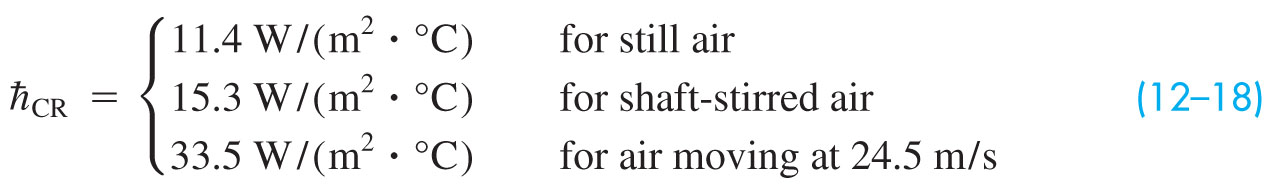 11.4 W/(m² · °C) for still air
ħCR = 15.3 W/(m² · °C) for shaft-stirred air (12–18)
33.5 W/(m² · °C) for air moving at 24.5 m/s